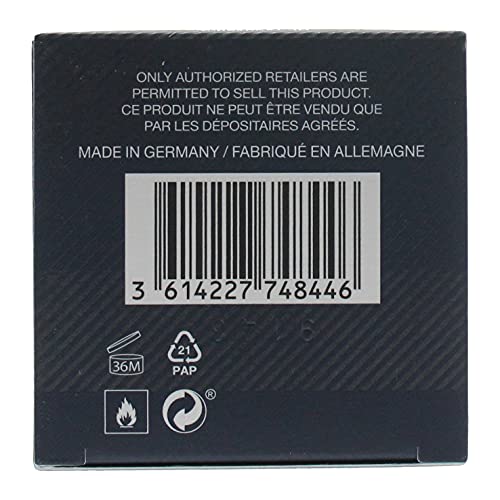 ONLY AUTHORIZED RETAILERS ARE
PERMITTED TO SELL THIS PRODUCT.
CE PRODUIT NE PEUT ÊTRE VENDU QUE
PAR LES DÉPOSITAIRES AGRÉÉS.
MADE IN GERMANY / FABRIQUÉ EN ALLEMAGNE
3 614227 748446
36M
21
PAP
®